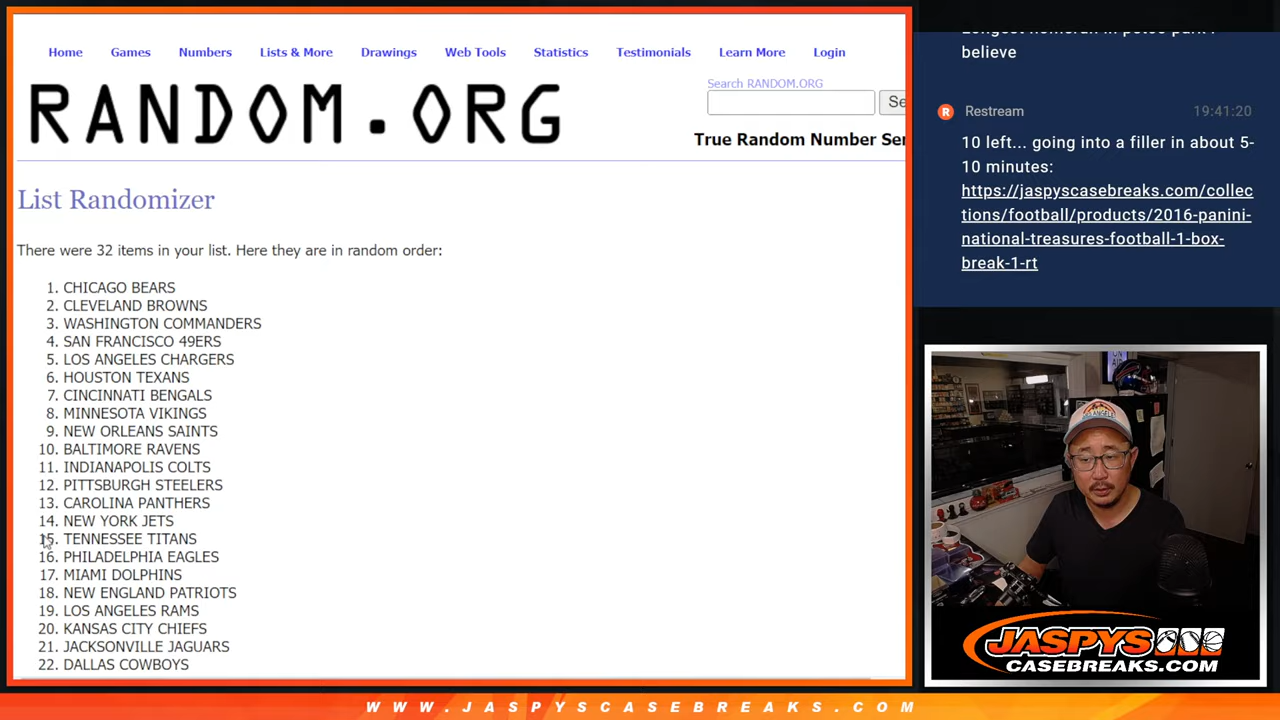 Home Games Numbers Lists & More Drawings Web Tools Statistics Testimonials Learn More Login
Search RANDOM.ORG
RANDOM.ORG
Se
True Random Number Ser
List Randomizer
There were 32 items in your list. Here they are in random order:
1. CHICAGO BEARS
2. CLEVELAND BROWNS
3. WASHINGTON COMMANDERS
4. SAN FRANCISCO 49ERS
5. LOS ANGELES CHARGERS
6. HOUSTON TEXANS
7. CINCINNATI BENGALS
8. MINNESOTA VIKINGS
9. NEW ORLEANS SAINTS
10. BALTIMORE RAVENS
11. INDIANAPOLIS COLTS
12. PITTSBURGH STEELERS
13. CAROLINA PANTHERS
14. NEW YORK JETS
15. TENNESSEE TITANS
16. PHILADELPHIA EAGLES
17. MIAMI DOLPHINS
18. NEW ENGLAND PATRIOTS
19. LOS ANGELES RAMS
20. KANSAS CITY CHIEFS
21. JACKSONVILLE JAGUARS
22. DALLAS COWBOYS
believe
R Restream 19:41:20
10 left... going into a filler in about 5-
10 minutes:
https://jaspyscasebreaks.com/collec
tions/football/products/2016-panini-
national-treasures-football-1-box-
break-1-rt
JASPYS
CASEBREAKS.COM
WWW.JASPYSCASEBREAKS.COM